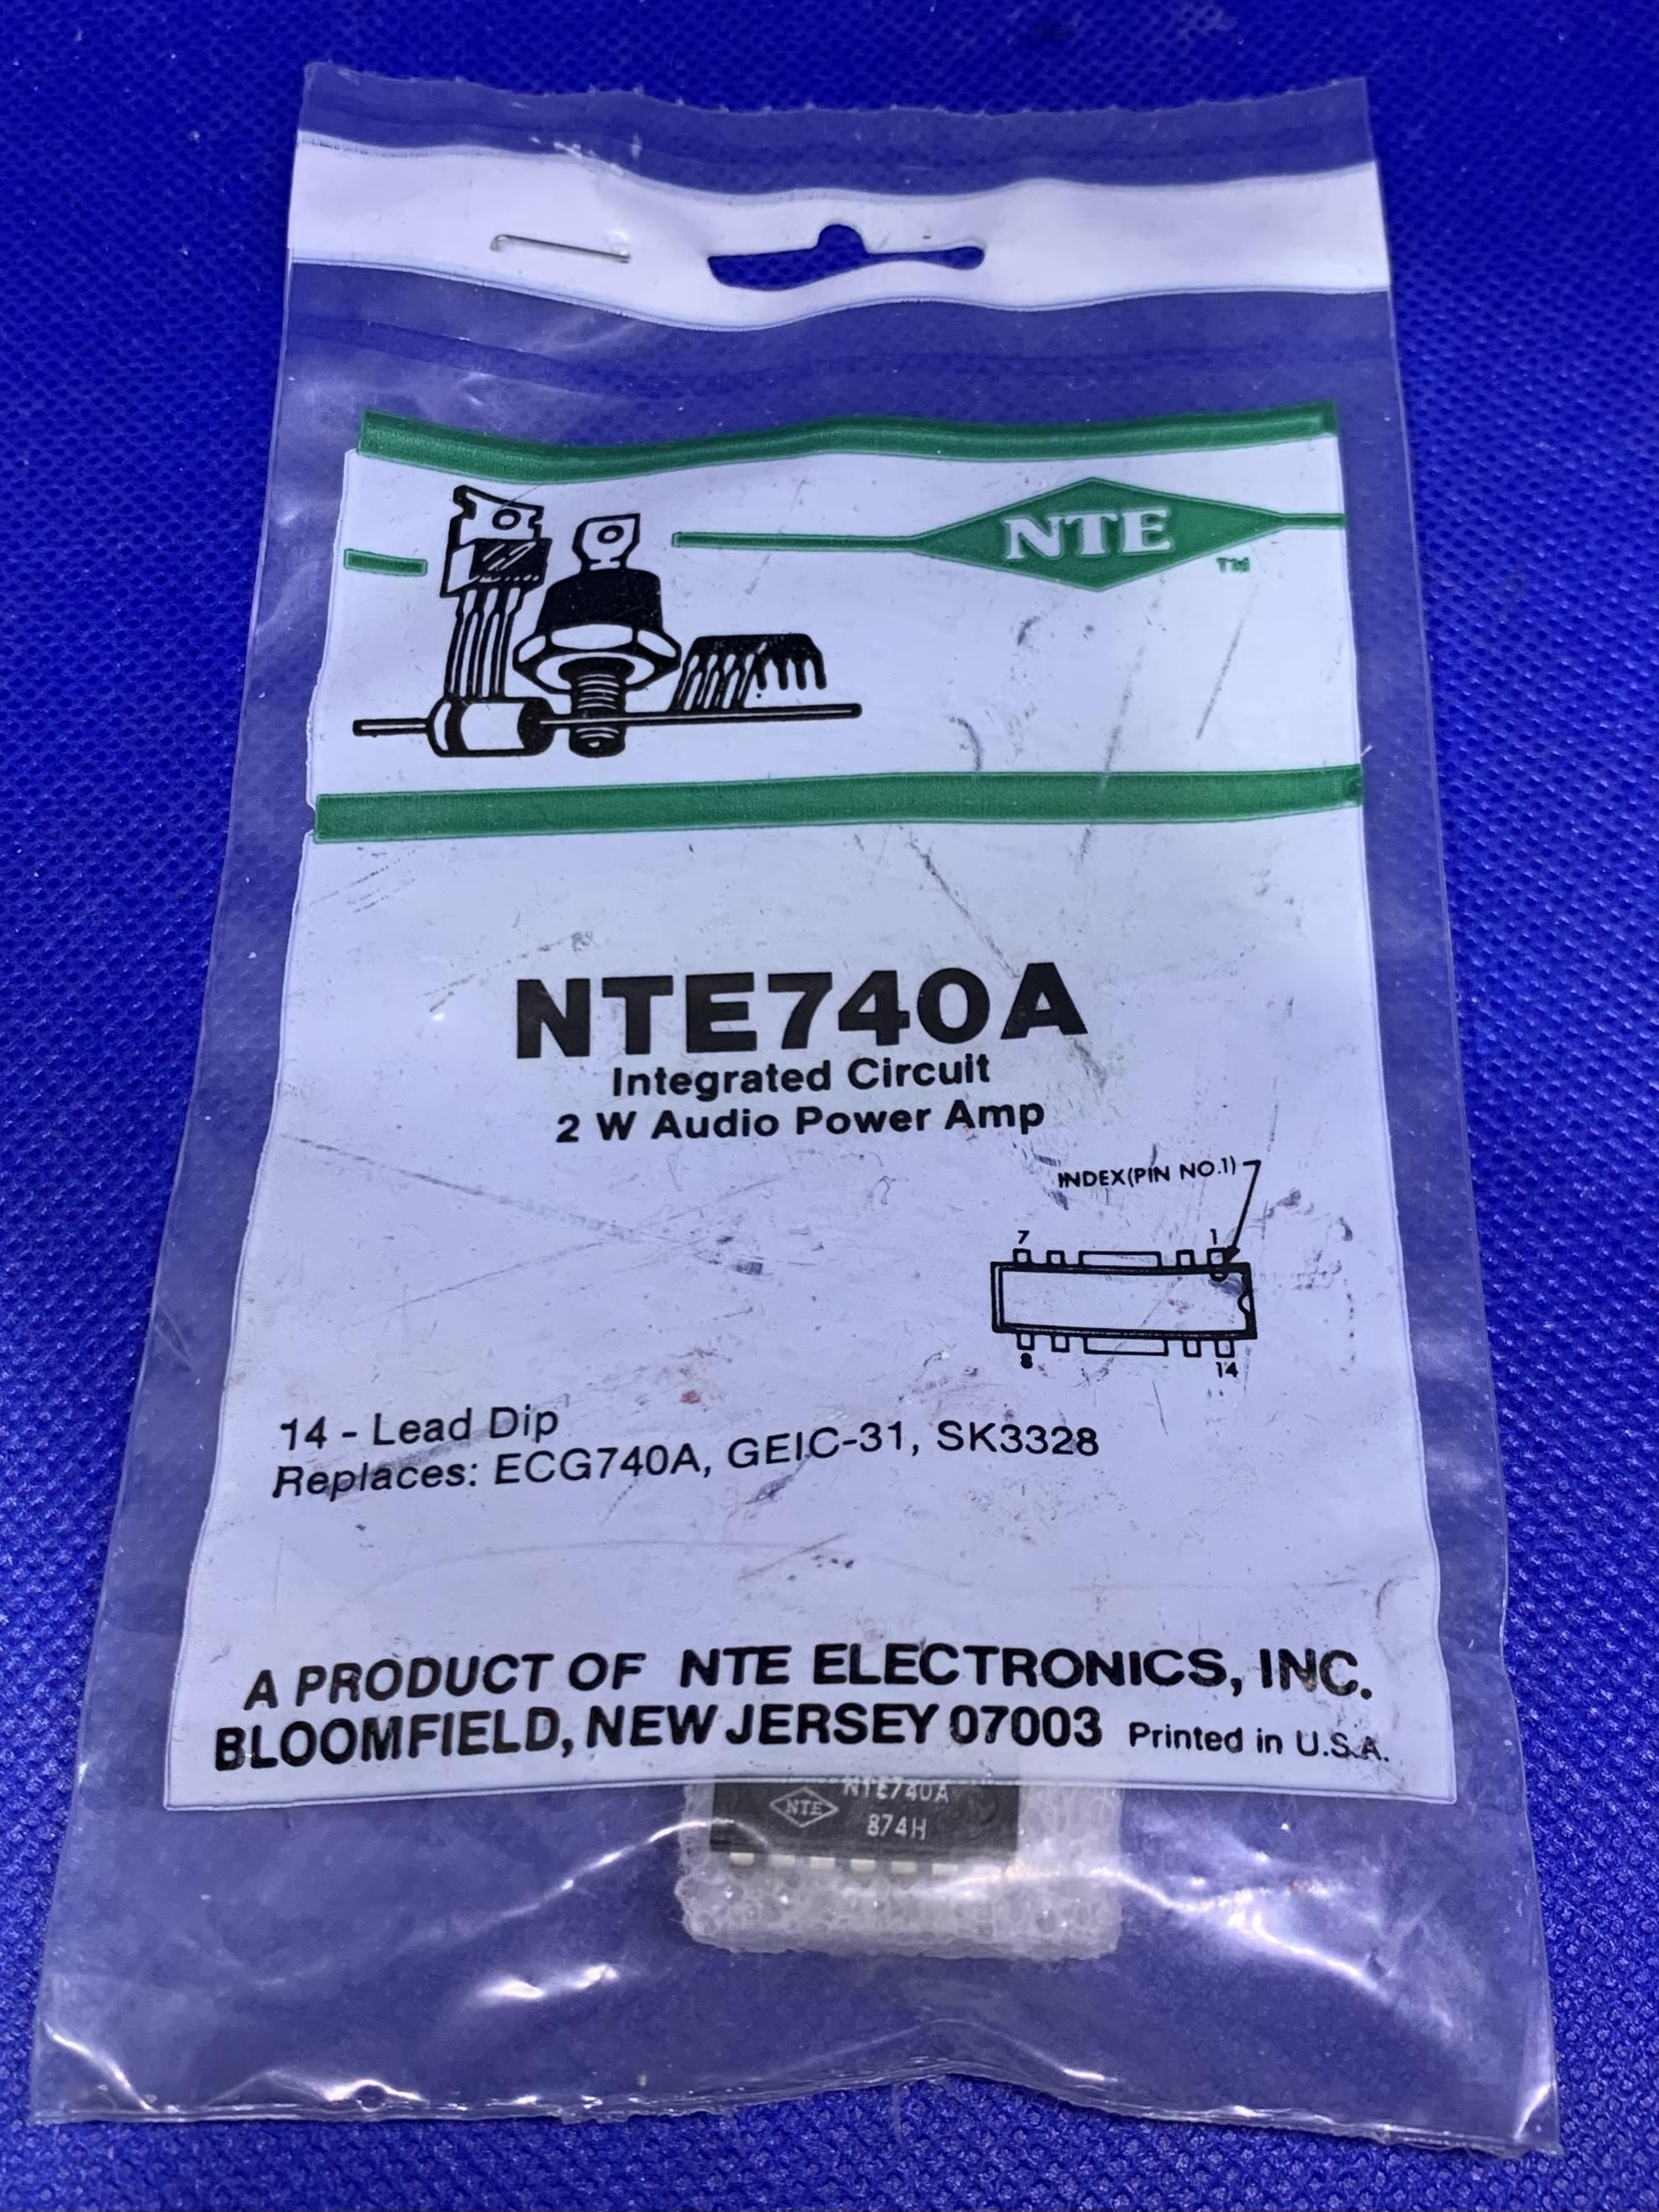 NTE
TM
NTE740A
Integrated Circuit
2 W Audio Power Amp
INDEX(PIN NO.1)
7 1
8 14
14 - Lead Dip
Replaces: ECG740A, GEIC-31, SK3328
A PRODUCT OF NTE ELECTRONICS, INC.
BLOOMFIELD, NEW JERSEY 07003 Printed in U.S.A.
NTE740A
NTE 874H